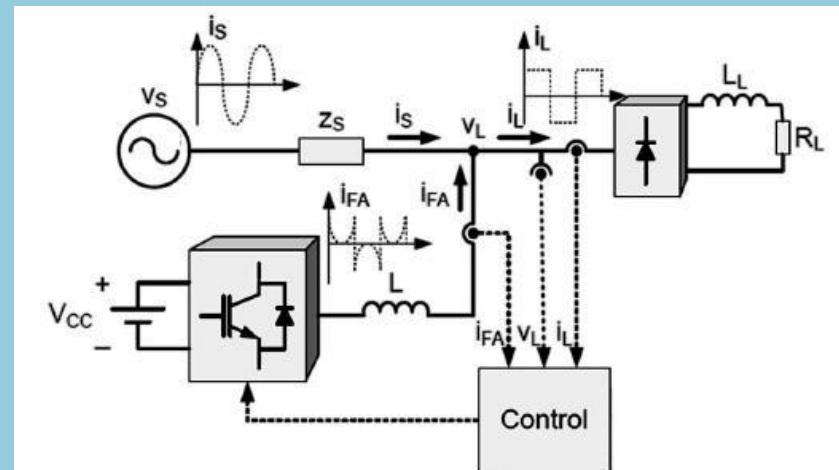 iS
iL
vS
zS
iS
vL
iL
LL
RL
iFA
iFA
L
+
VCC
–
iFA
vL
iL
Control